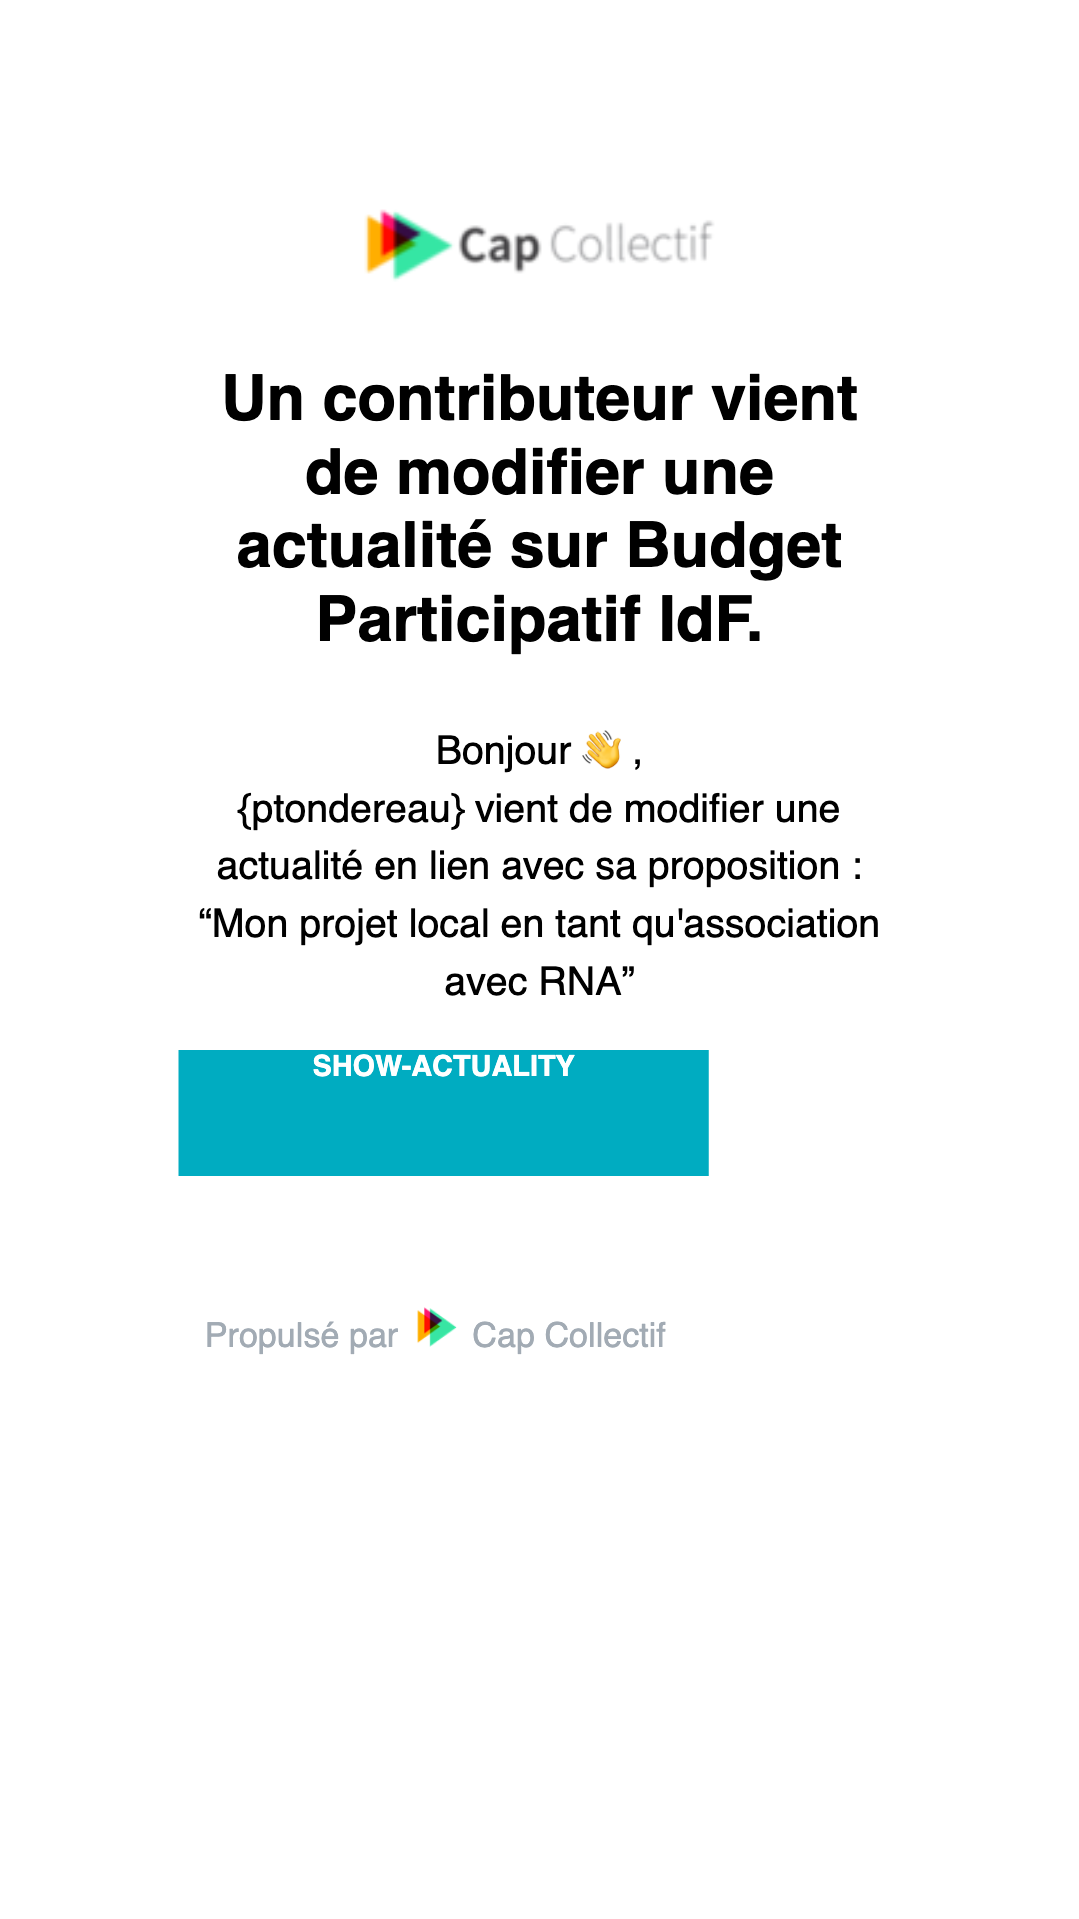 Cap Collectif
Un contributeur vient
de modifier une
actualité sur Budget
Participatif IdF.
Bonjour 👋 ,
{ptondereau} vient de modifier une
actualité en lien avec sa proposition :
“Mon projet local en tant qu'association
avec RNA”
SHOW-ACTUALITY
Propulsé par Cap Collectif